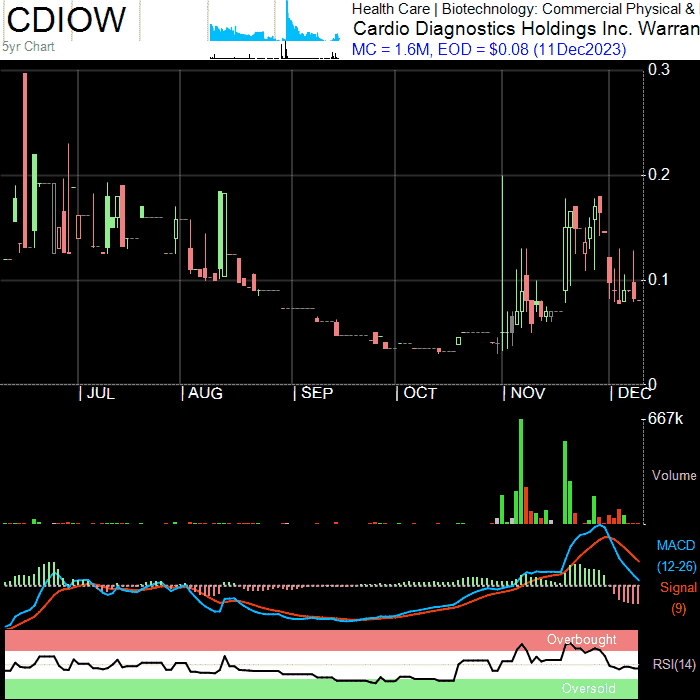 CDIOW
5yr Chart
Health Care | Biotechnology: Commercial Physical &
Cardio Diagnostics Holdings Inc. Warran
MC = 1.6M, EOD = $0.08 (11Dec2023)
0.3
0.2
0.1
0
| JUL | AUG | SEP | OCT | NOV | DEC
667k
Volume
MACD
(12-26)
Signal
(9)
Overbought
RSI(14)
Oversold